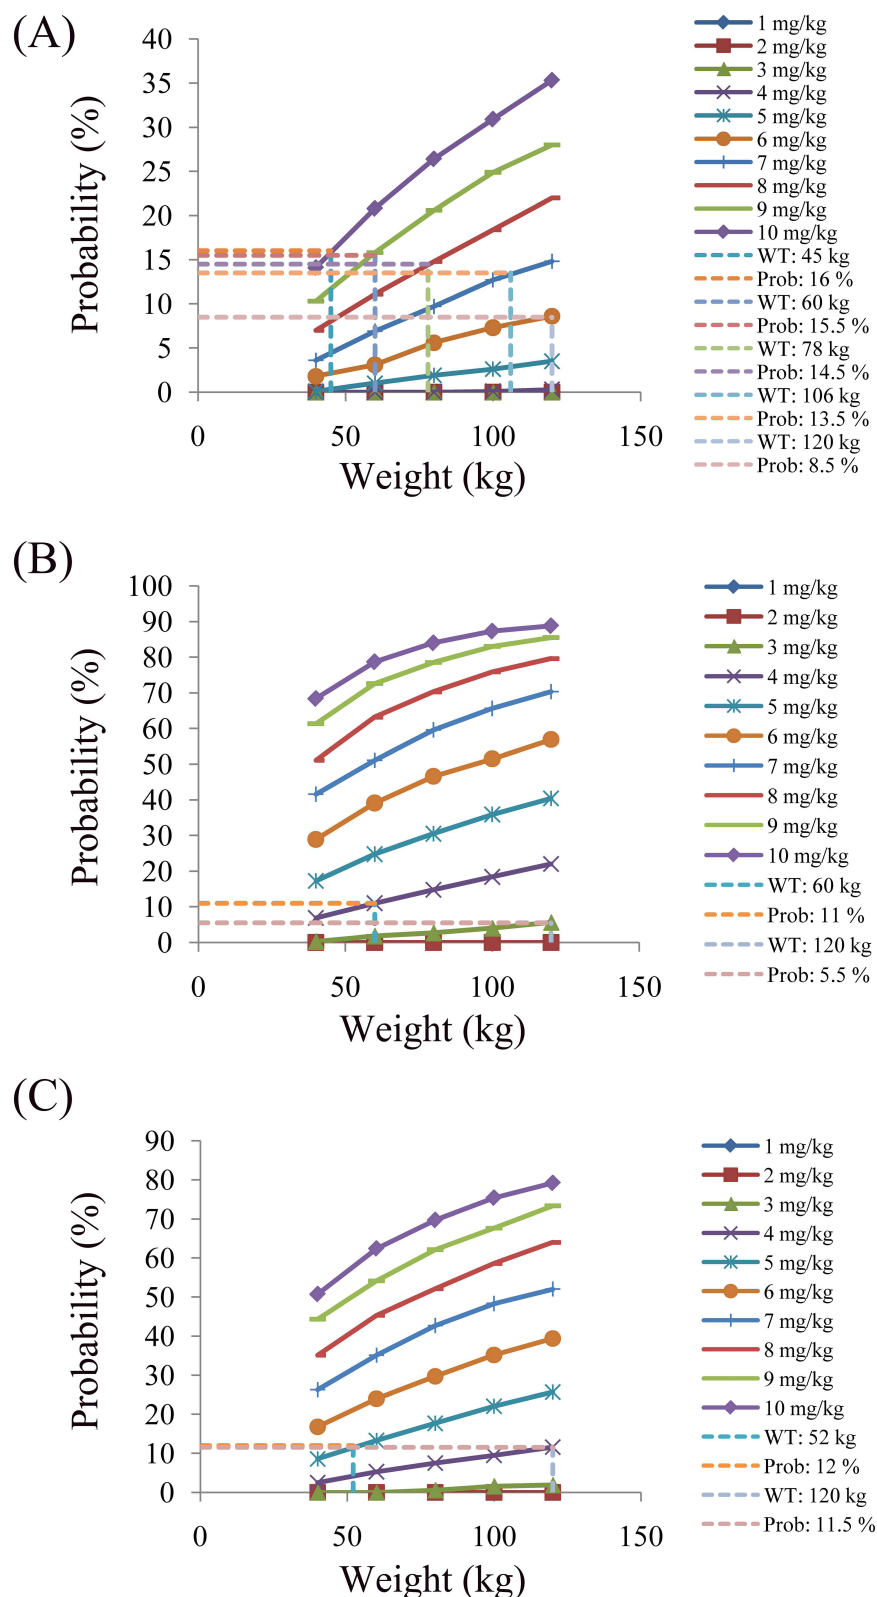 (A)
Probability (%)
40
35
30
25
20
15
10
5
0
0 50 100 150
Weight (kg)
1 mg/kg
2 mg/kg
3 mg/kg
4 mg/kg
5 mg/kg
6 mg/kg
7 mg/kg
8 mg/kg
9 mg/kg
10 mg/kg
WT: 45 kg
Prob: 16 %
WT: 60 kg
Prob: 15.5 %
WT: 78 kg
Prob: 14.5 %
WT: 106 kg
Prob: 13.5 %
WT: 120 kg
Prob: 8.5 %
(B)
Probability (%)
100
90
80
70
60
50
40
30
20
10
0
0 50 100 150
Weight (kg)
1 mg/kg
2 mg/kg
3 mg/kg
4 mg/kg
5 mg/kg
6 mg/kg
7 mg/kg
8 mg/kg
9 mg/kg
10 mg/kg
WT: 60 kg
Prob: 11 %
WT: 120 kg
Prob: 5.5 %
(C)
Probability (%)
90
80
70
60
50
40
30
20
10
0
0 50 100 150
Weight (kg)
1 mg/kg
2 mg/kg
3 mg/kg
4 mg/kg
5 mg/kg
6 mg/kg
7 mg/kg
8 mg/kg
9 mg/kg
10 mg/kg
WT: 52 kg
Prob: 12 %
WT: 120 kg
Prob: 11.5 %